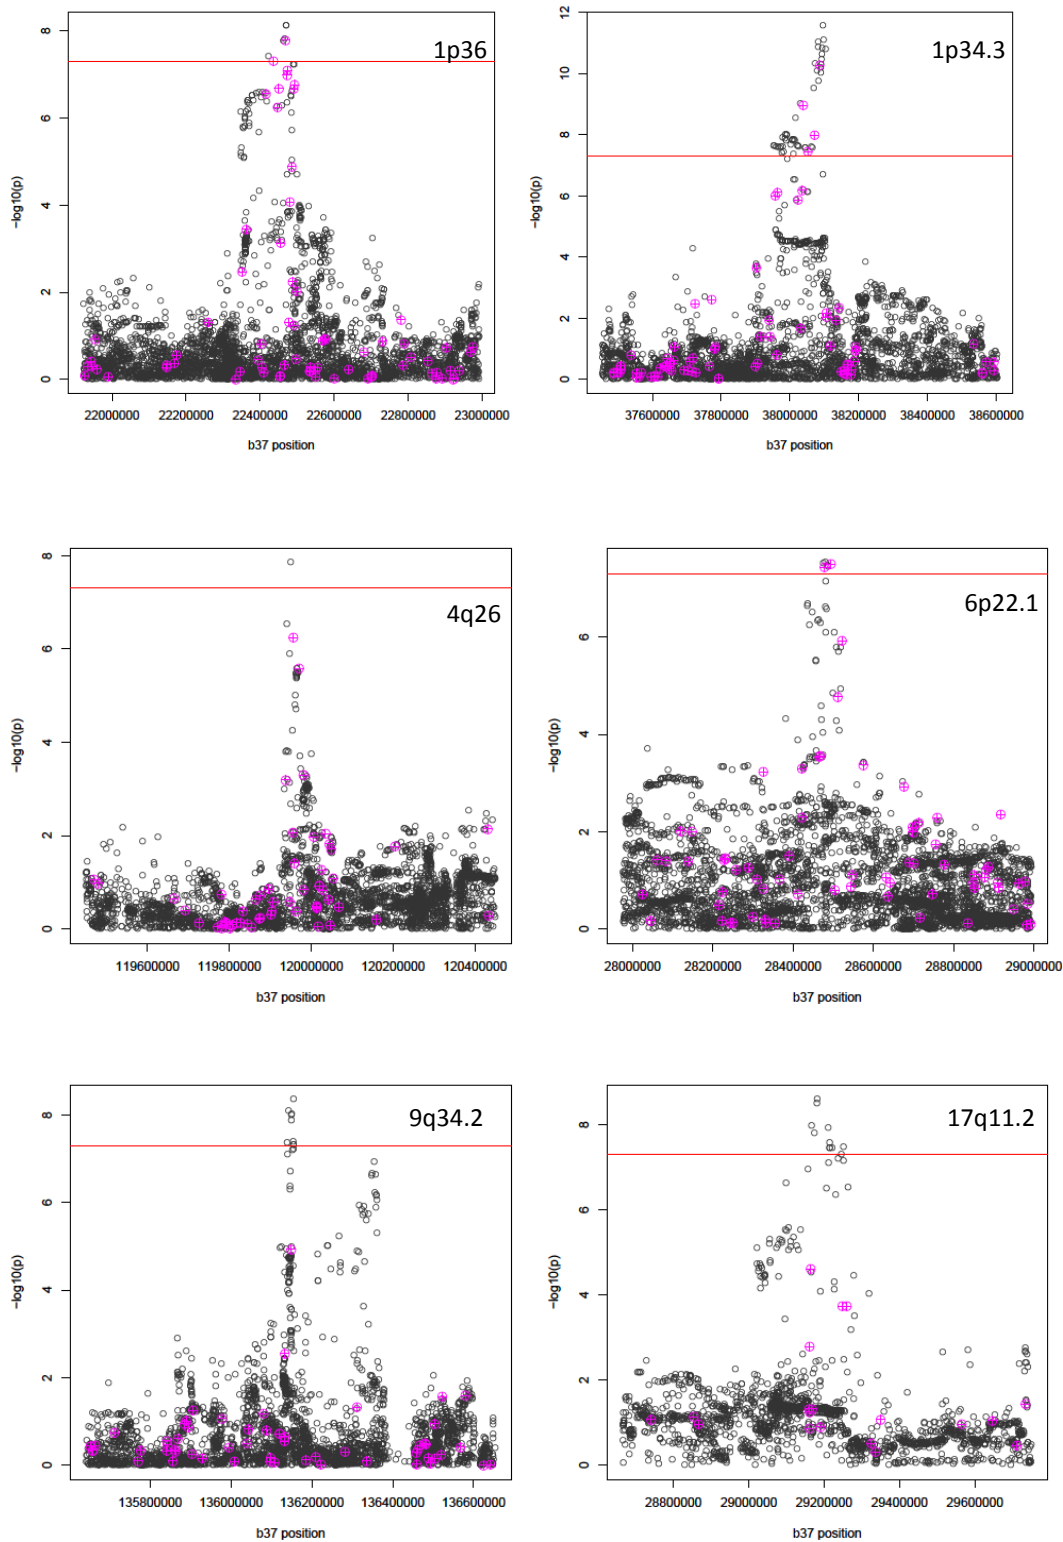 8
6
4
2
0
-log10(p)
1p36
22000000 22200000 22400000 22600000 22800000 23000000
b37 position
12
10
8
6
4
2
0
-log10(p)
1p34.3
37600000 37800000 38000000 38200000 38400000 38600000
b37 position
8
6
4
2
0
-log10(p)
4q26
119600000 119800000 120000000 120200000 120400000
b37 position
6
4
2
0
-log10(p)
6p22.1
28000000 28200000 28400000 28600000 28800000 29000000
b37 position
8
6
4
2
0
-log10(p)
9q34.2
135800000 136000000 136200000 136400000 136600000
b37 position
8
6
4
2
0
-log10(p)
17q11.2
28800000 29000000 29200000 29400000 29600000
b37 position